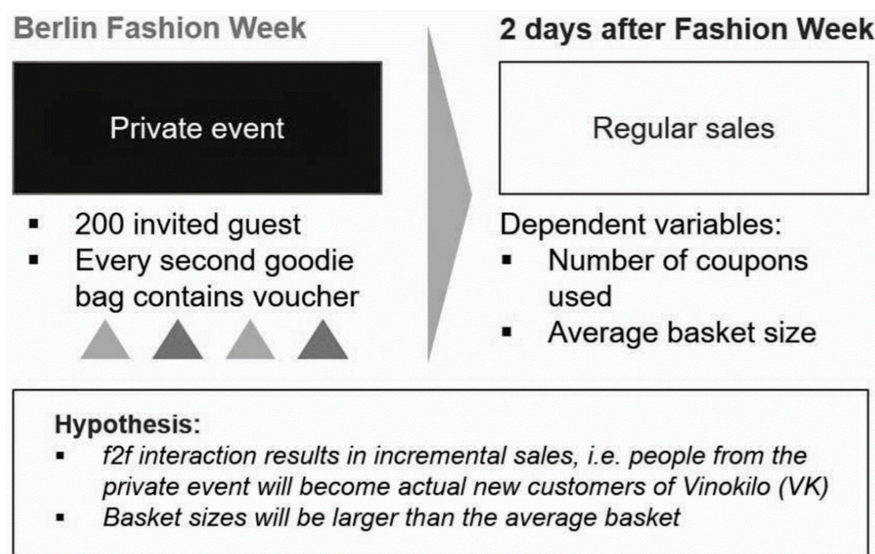 Berlin Fashion Week
Private event
▪ 200 invited guest
▪ Every second goodie
bag contains voucher
2 days after Fashion Week
Regular sales
Dependent variables:
▪ Number of coupons
used
▪ Average basket size
Hypothesis:
▪ f2f interaction results in incremental sales, i.e. people from the
private event will become actual new customers of Vinokilo (VK)
▪ Basket sizes will be larger than the average basket